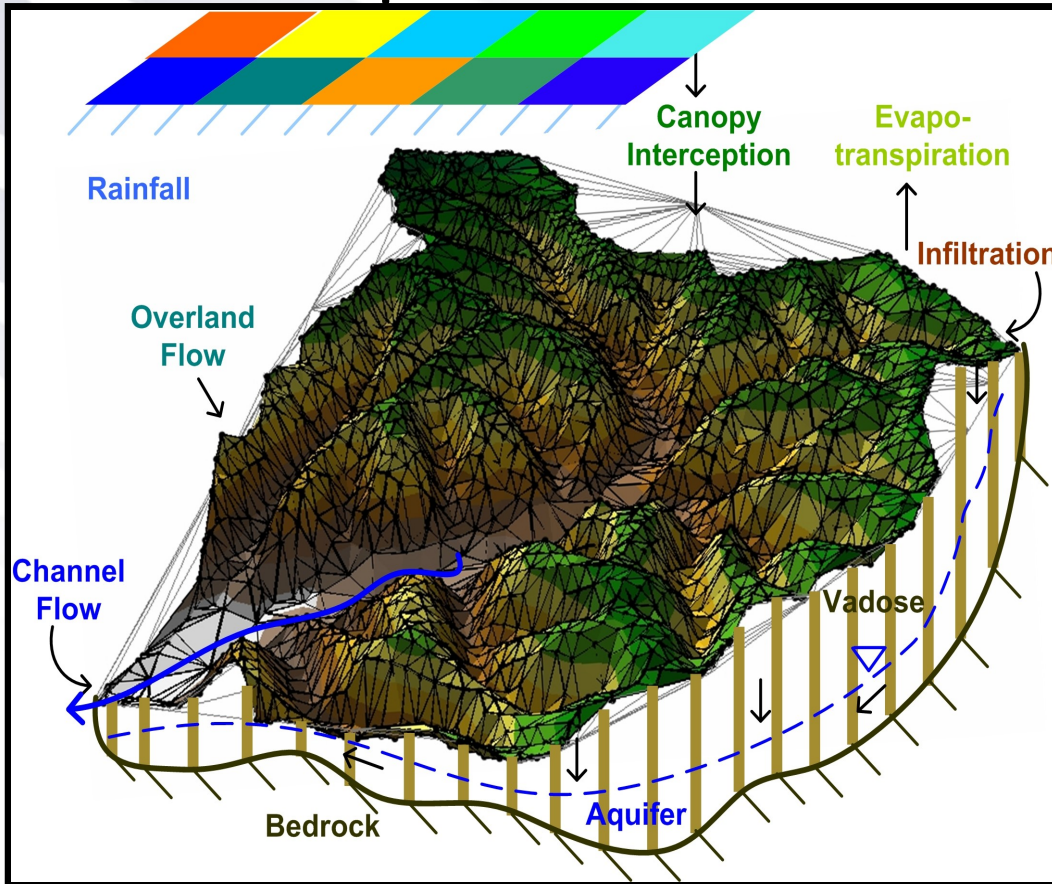 Canopy
Interception
Evapo-
transpiration
Rainfall
Infiltration
Overland
Flow
Channel
Flow
Vadose
Aquifer
Bedrock